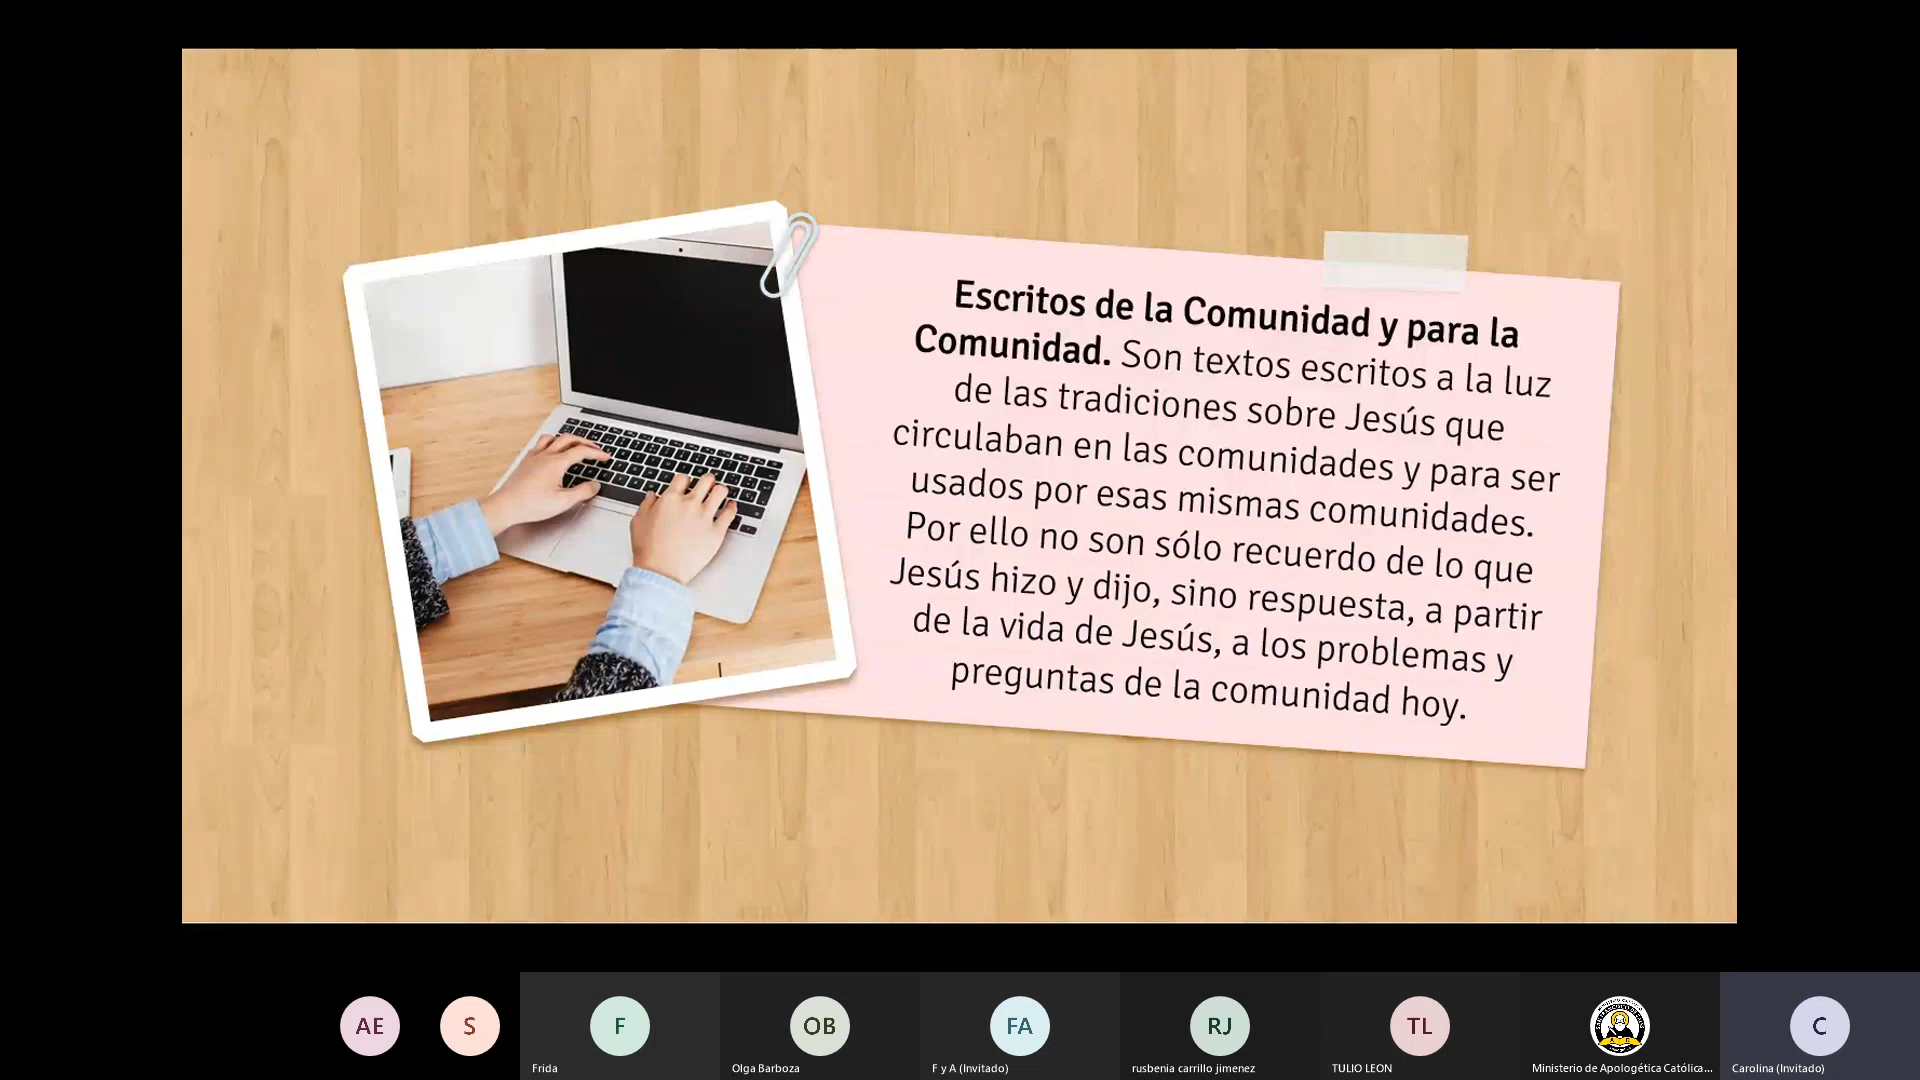 Escritos de la Comunidad y para la
Comunidad. Son textos escritos a la luz
de las tradiciones sobre Jesús que
circulaban en las comunidades y para ser
usados por esas mismas comunidades.
Por ello no son sólo recuerdo de lo que
Jesús hizo y dijo, sino respuesta, a partir
de la vida de Jesús, a los problemas y
preguntas de la comunidad hoy.
AE
S
F
OB
FA
RJ
TL
C
Frida
Olga Barboza
F y A (Invitado)
rusbenia carrillo jimenez
TULIO LEON
Ministerio de Apologética Católica...
Carolina (Invitado)